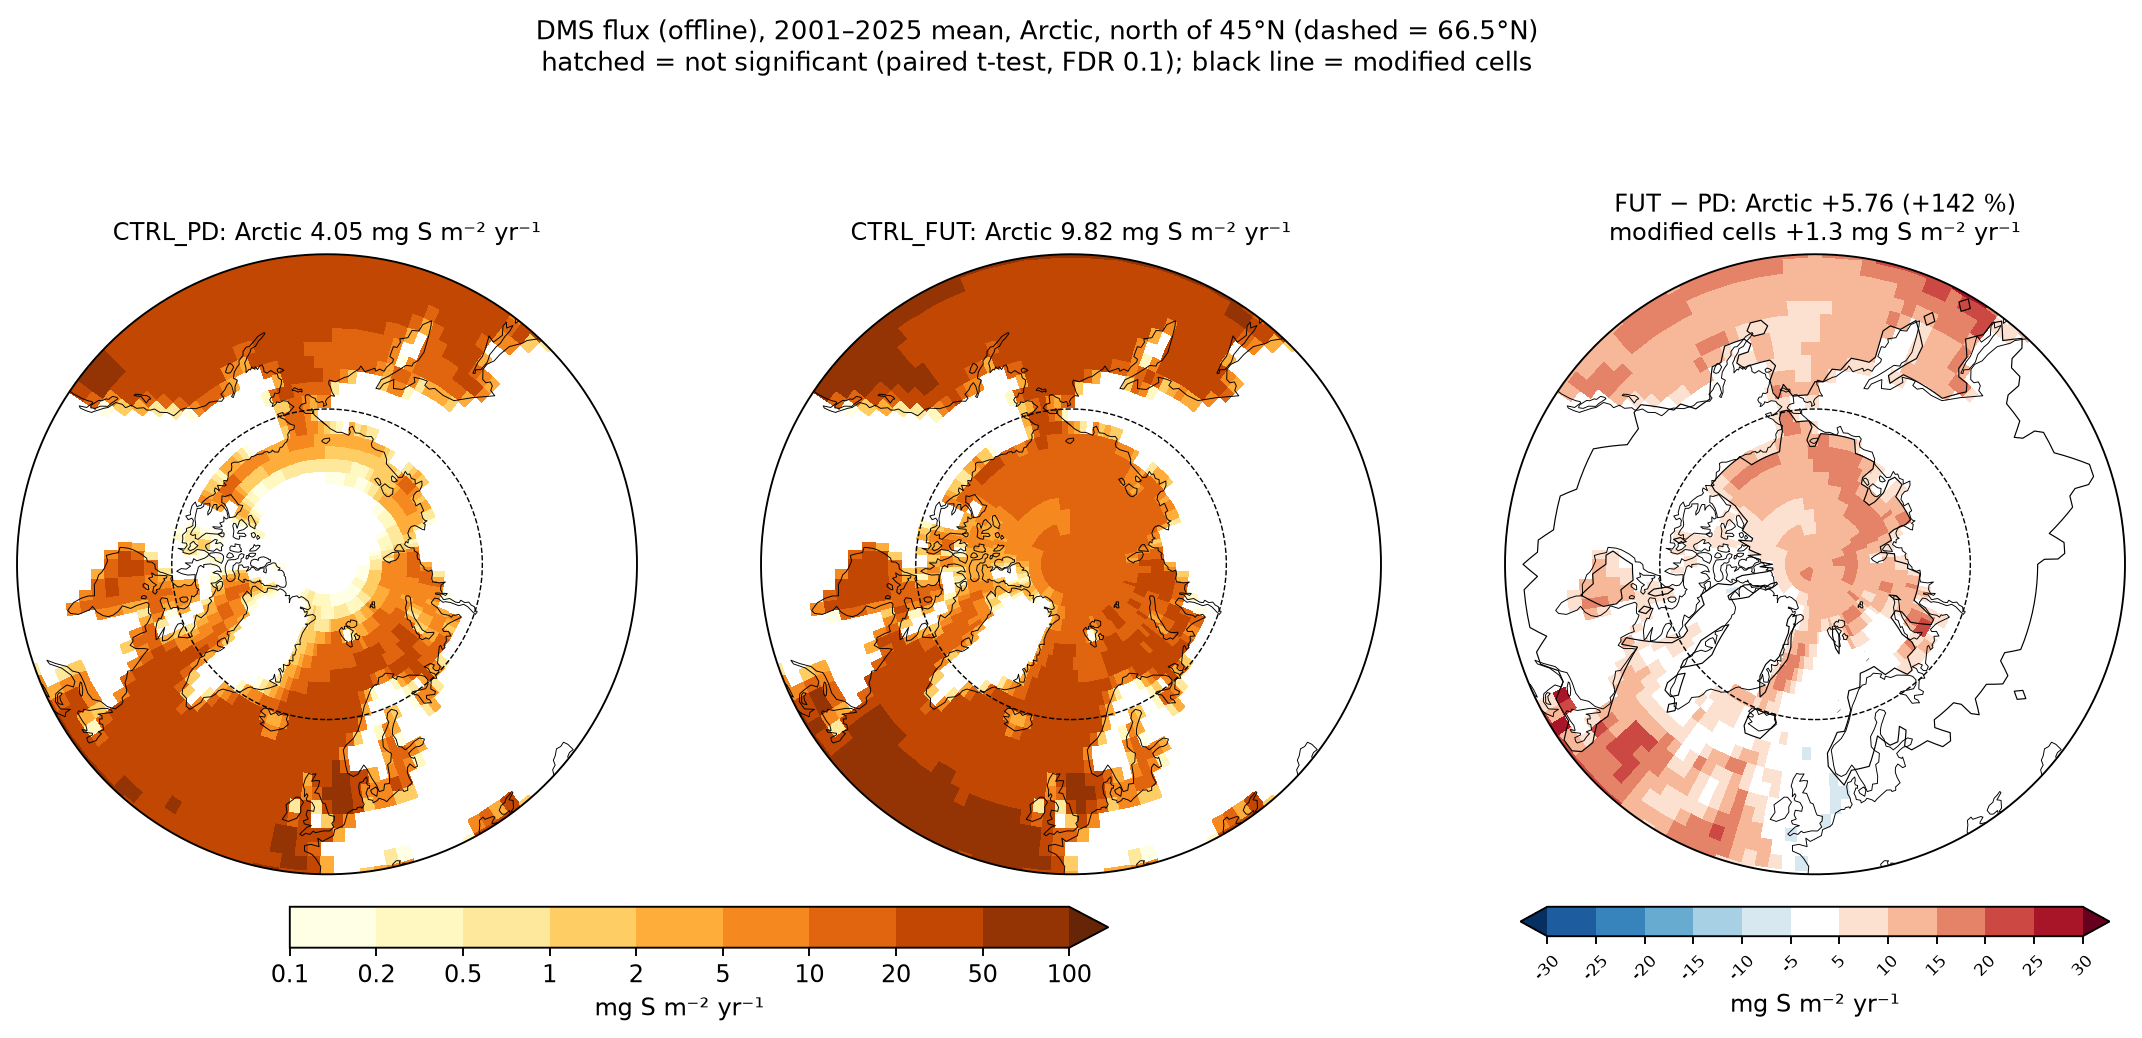 DMS flux (offline), 2001–2025 mean, Arctic, north of 45°N (dashed = 66.5°N)
hatched = not significant (paired t-test, FDR 0.1); black line = modified cells
CTRL_PD: Arctic 4.05 mg S m⁻² yr⁻¹
CTRL_FUT: Arctic 9.82 mg S m⁻² yr⁻¹
FUT − PD: Arctic +5.76 (+142 %)
modified cells +1.3 mg S m⁻² yr⁻¹
0.1 0.2 0.5 1 2 5 10 20 50 100
mg S m⁻² yr⁻¹
-30 -25 -20 -15 -10 -5 5 10 15 20 25 30
mg S m⁻² yr⁻¹